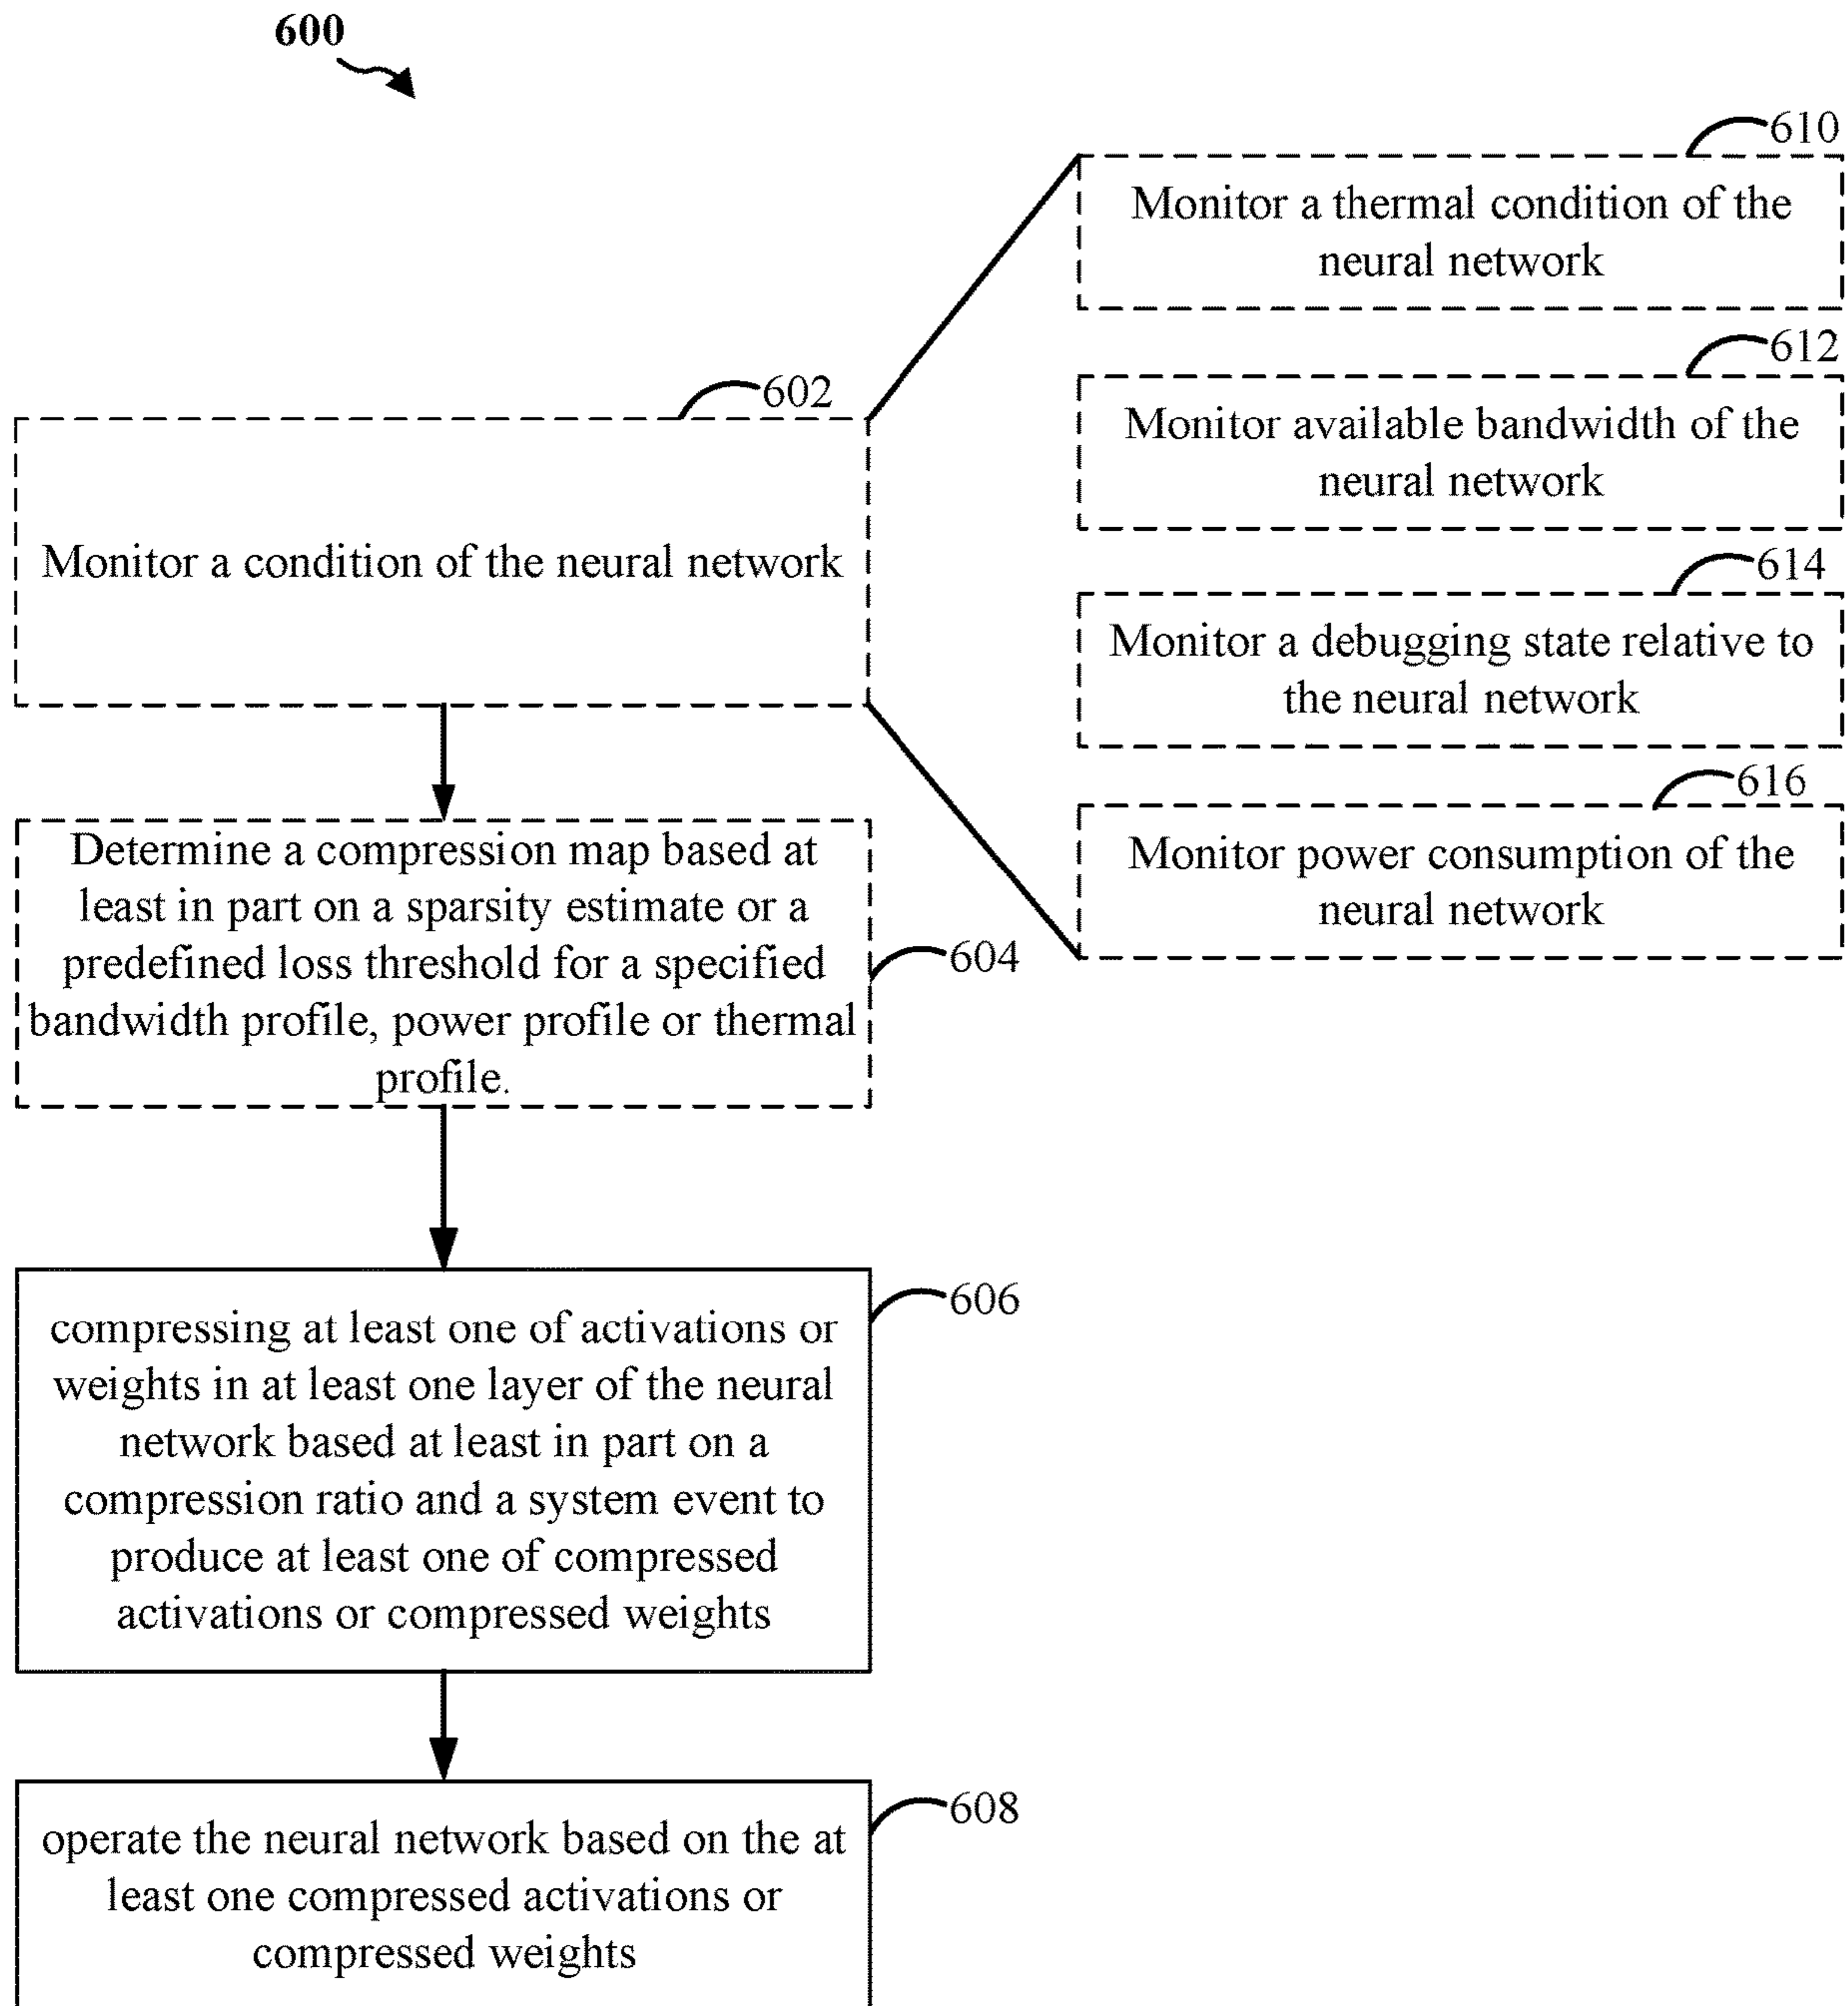 600
610
Monitor a thermal condition of the
neural network
612
Monitor available bandwidth of the
neural network
614
Monitor a debugging state relative to
the neural network
616
Monitor power consumption of the
neural network
602
Monitor a condition of the neural network
Determine a compression map based at
least in part on a sparsity estimate or a
predefined loss threshold for a specified
bandwidth profile, power profile or thermal
profile.
604
606
compressing at least one of activations or
weights in at least one layer of the neural
network based at least in part on a
compression ratio and a system event to
produce at least one of compressed
activations or compressed weights
608
operate the neural network based on the at
least one compressed activations or
compressed weights